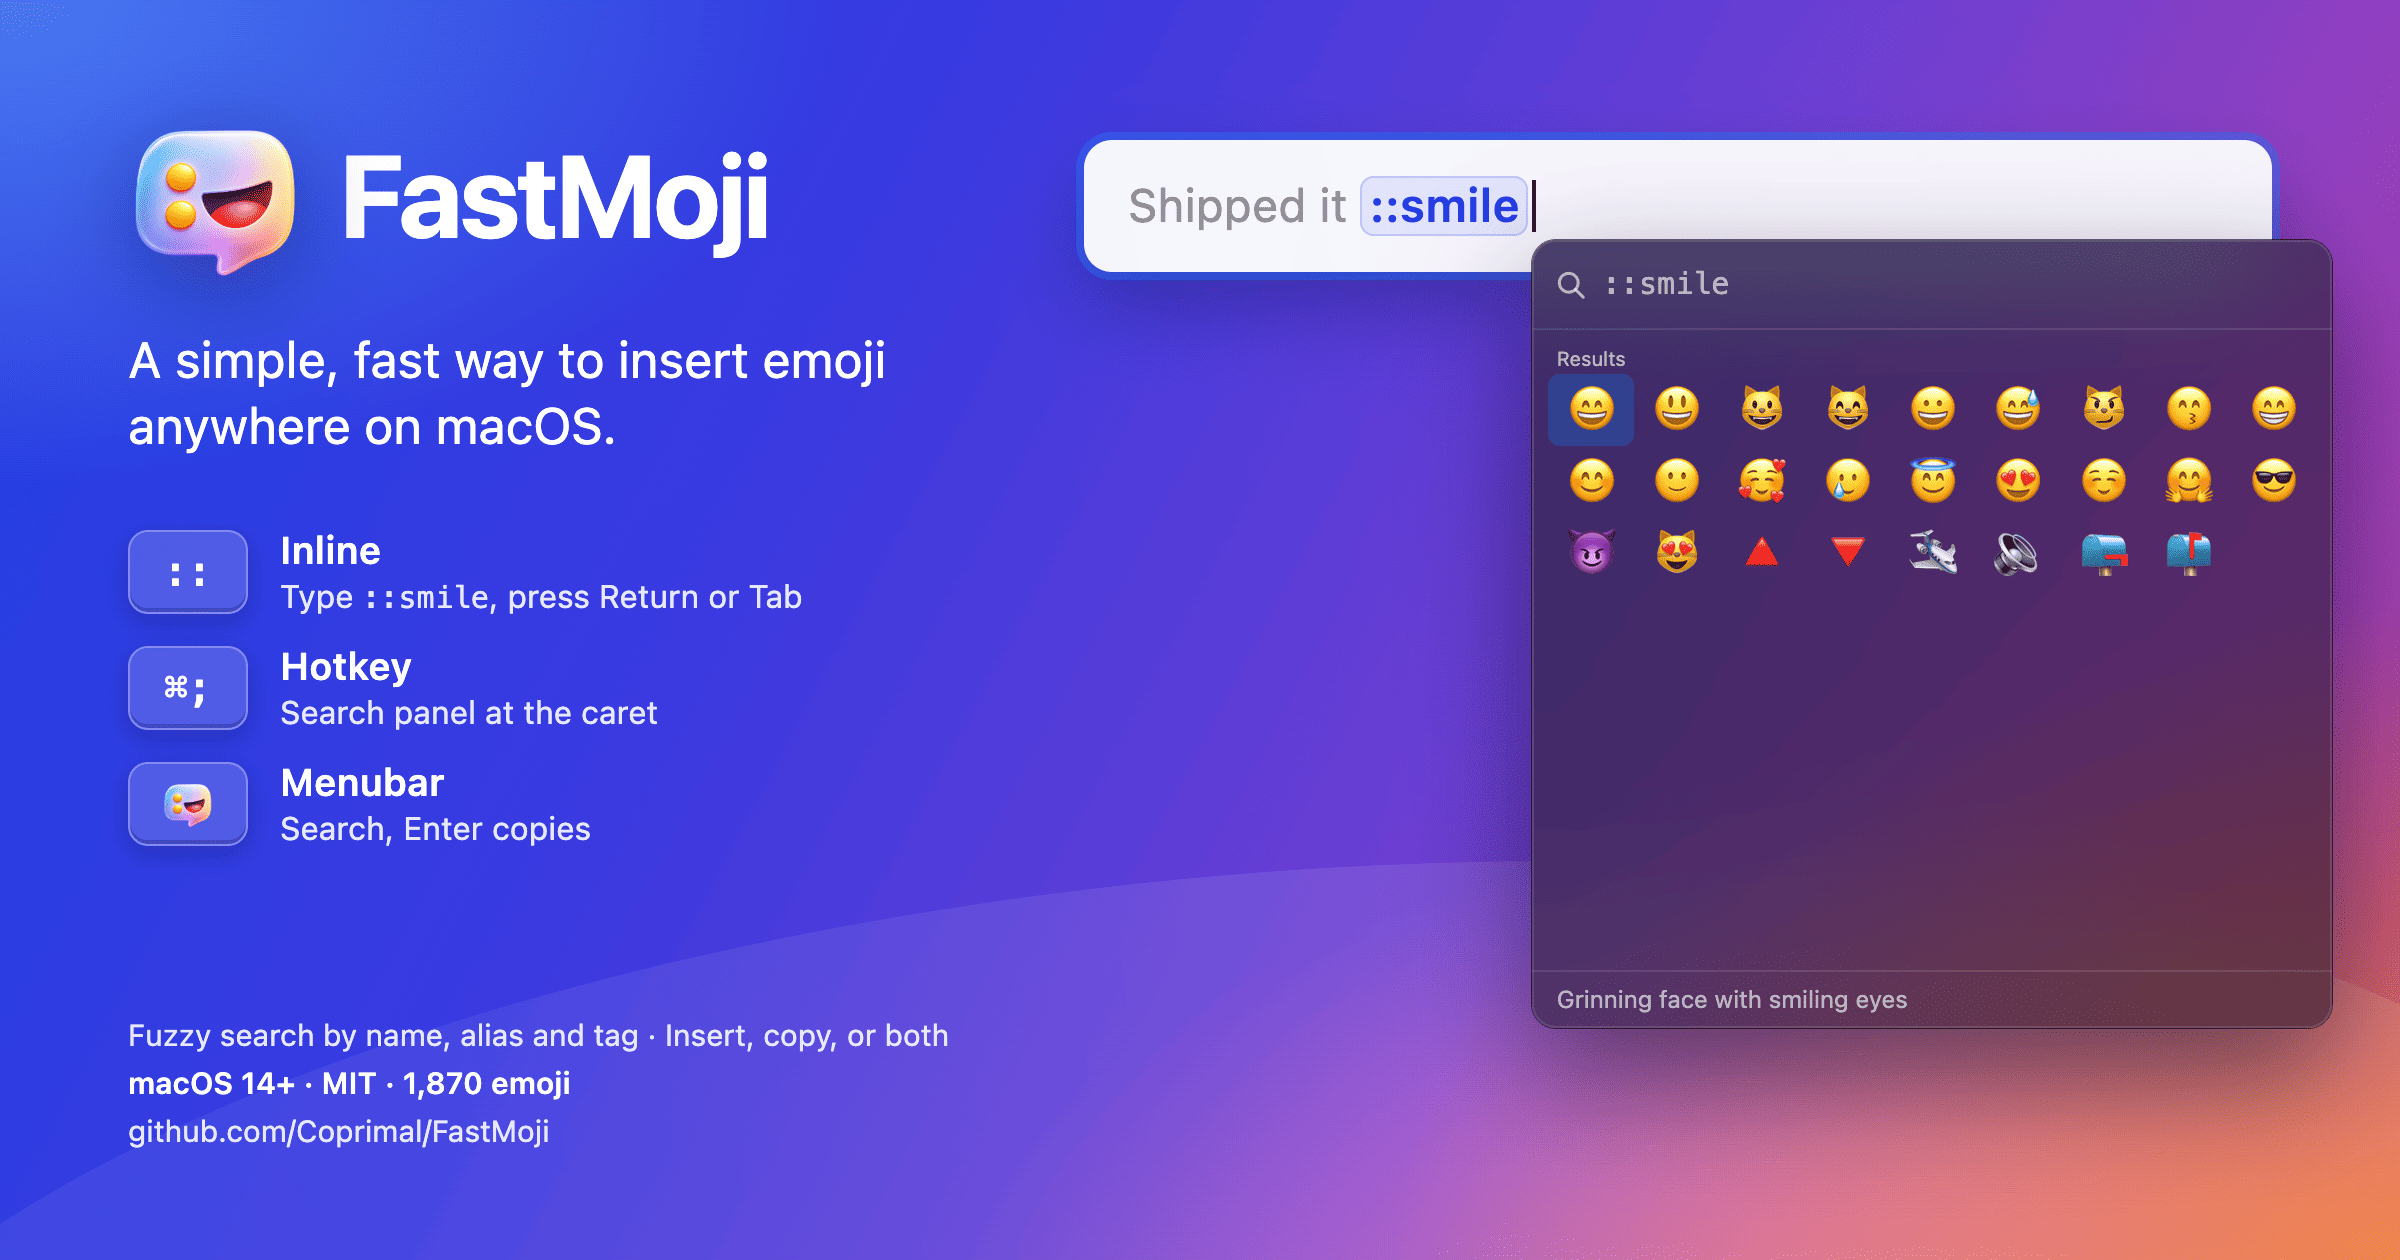 FastMoji
A simple, fast way to insert emoji
anywhere on macOS.
::
Inline
Type ::smile, press Return or Tab
⌘;
Hotkey
Search panel at the caret
Menubar
Search, Enter copies
Fuzzy search by name, alias and tag · Insert, copy, or both
macOS 14+ · MIT · 1,870 emoji
github.com/Coprimal/FastMoji
Shipped it ::smile
::smile
Results
Grinning face with smiling eyes